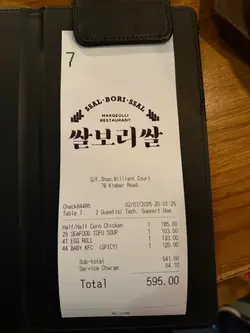 7
SSAL·BORI·SSAL
MAKGEOLLI
RESTAURANT
쌀보리쌀
G/F, Shop, Billiant Court
78 Kimber Road
Check#4485 02/07/2025 20:01:25
Table 7 2 Guest(s) Tech. Support Use
Half/Half Corn Chicken 1 185.00
25 SEAFOOD TOFU SOUP 1 103.00
41 EGG ROLL 1 133.00
44 BABY KFC (SPICY) 1 120.00
Sub-total 541.00
Service Charge 54.10
Total 595.00